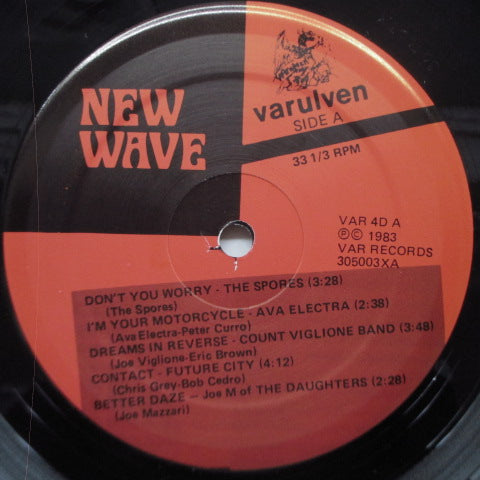 NEW
WAVE
varulven
SIDE A
33 1/3 RPM
VAR 4D A
℗ © 1983
VAR RECORDS
305003XA
DON'T YOU WORRY - THE SPORES (3:28)
(The Spores)
I'M YOUR MOTORCYCLE - AVA ELECTRA (2:38)
(Ava Electra-Peter Curro)
DREAMS IN REVERSE - COUNT VIGLIONE BAND (3:48)
(Joe Viglione-Eric Brown)
CONTACT - FUTURE CITY (4:12)
(Chris Grey-Bob Cedro)
BETTER DAZE — Joe M of THE DAUGHTERS (2:28)
(Joe Mazzari)